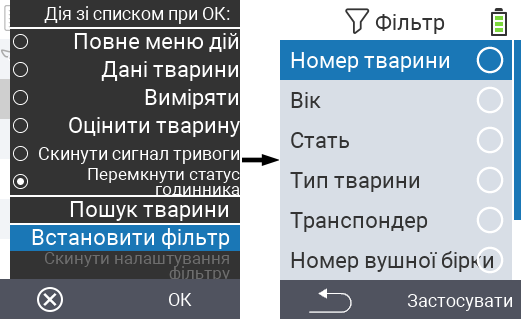 Дія зі списком при ОК:
Повне меню дій
Дані тварини
Виміряти
Оцінити тварину
Скинути сигнал тривоги
Перемкнути статус
годинника
Пошук тварини
Встановити фільтр
Скинути налаштування
фільтру
ОК
Фільтр
Номер тварини
Вік
Стать
Тип тварини
Транспондер
Номер вушної бірки
Застосувати